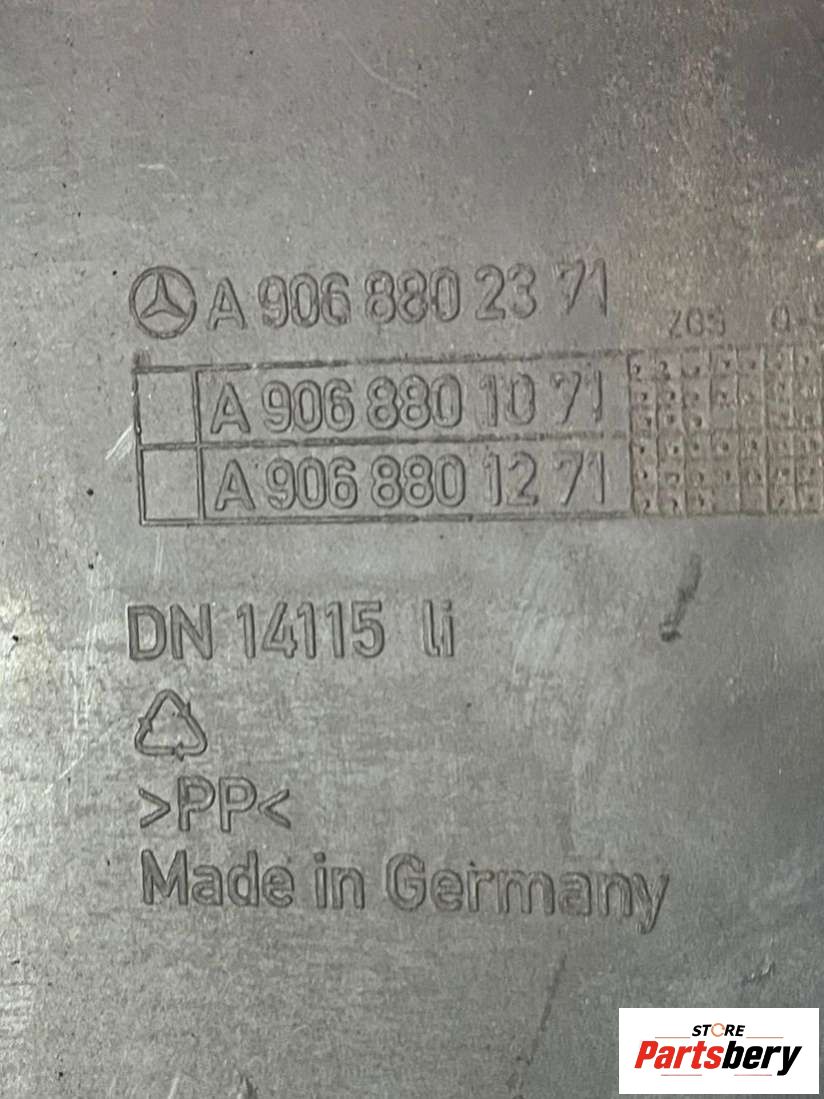 A 906 880 23 71
ZGS
A 906 880 10 71
A 906 880 12 71
DN 14115 li
>PP<
Made in Germany
STORE
Partsbery